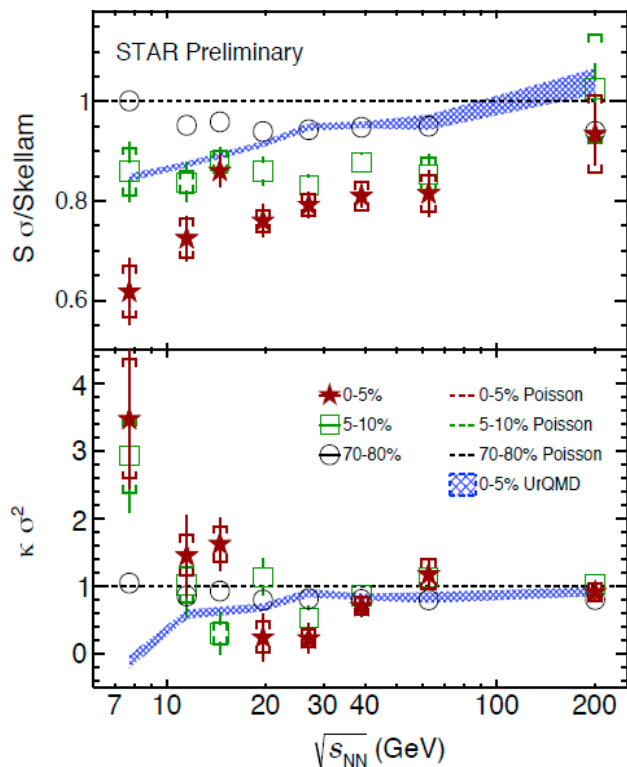 STAR Preliminary
S σ/Skellam
1
0.8
0.6
κ σ²
4
3
2
1
0
0-5%
5-10%
70-80%
0-5% Poisson
5-10% Poisson
70-80% Poisson
0-5% UrQMD
7 10 20 30 40 100 200
√sNN (GeV)